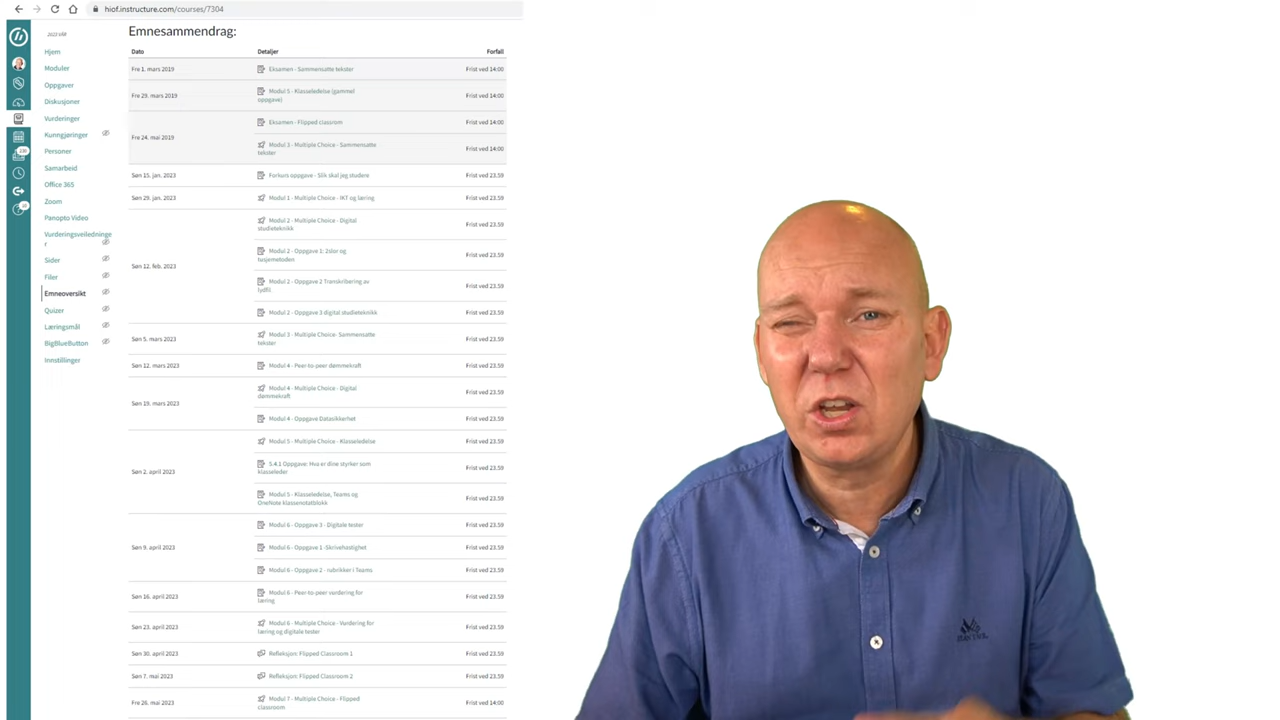 hiof.instructure.com/courses/7304
2023 VÅR
Hjem
Moduler
Oppgaver
Diskusjoner
Vurderinger
Kunngjøringer
Personer
Samarbeid
Office 365
Zoom
Panopto Video
Vurderingsveiledninge
r
Sider
Filer
Emneoversikt
Quizer
Læringsmål
BigBlueButton
Innstillinger
Emnesammendrag:
Dato Detaljer Forfall
Fre 1. mars 2019 Eksamen - Sammensatte tekster Frist ved 14:00
Fre 29. mars 2019 Modul 5 - Klasseledelse (gammel
oppgave) Frist ved 14:00
Fre 24. mai 2019 Eksamen - Flipped classrom Frist ved 14:00
Modul 3 - Multiple Choice - Sammensatte
tekster Frist ved 14:00
Søn 15. jan. 2023 Forkurs oppgave - Slik skal jeg studere Frist ved 23.59
Søn 29. jan. 2023 Modul 1 - Multiple Choice - IKT og læring Frist ved 23.59
Søn 12. feb. 2023 Modul 2 - Multiple Choice - Digital
studieteknikk Frist ved 23.59
Modul 2 - Oppgave 1: 2oler og
tusjemetoden Frist ved 23.59
Modul 2 - Oppgave 2 Transkribering av
lydfil Frist ved 23.59
Modul 2 - Oppgave 3 digital studieteknikk Frist ved 23.59
Søn 5. mars 2023 Modul 3 - Multiple Choice- Sammensatte
tekster Frist ved 23.59
Søn 12. mars 2023 Modul 4 - Peer-to-peer dømmekraft Frist ved 23.59
Søn 19. mars 2023 Modul 4 - Multiple Choice - Digital
dømmekraft Frist ved 23.59
Modul 4 - Oppgave Datasikkerhet Frist ved 23.59
Søn 2. april 2023 Modul 5 - Multiple Choice - Klasseledelse Frist ved 23.59
5.4.1 Oppgave: Hva er dine styrker som
klasseleder Frist ved 23.59
Modul 5 - Klasseledelse, Teams og
OneNote klassenotatblokk Frist ved 23.59
Søn 9. april 2023 Modul 6 - Oppgave 3 - Digitale tester Frist ved 23.59
Modul 6 - Oppgave 1 -Skrivehastighet Frist ved 23.59
Modul 6 - Oppgave 2 - rubrikker i Teams Frist ved 23.59
Søn 16. april 2023 Modul 6 - Peer-to-peer vurdering for
læring Frist ved 23.59
Søn 23. april 2023 Modul 6 - Multiple Choice - Vurdering for
læring og digitale tester Frist ved 23.59
Søn 30. april 2023 Refleksjon: Flipped Classroom 1 Frist ved 23.59
Søn 7. mai 2023 Refleksjon: Flipped Classroom 2 Frist ved 23.59
Fre 26. mai 2023 Modul 7 - Multiple Choice - Flipped
classroom Frist ved 14:00